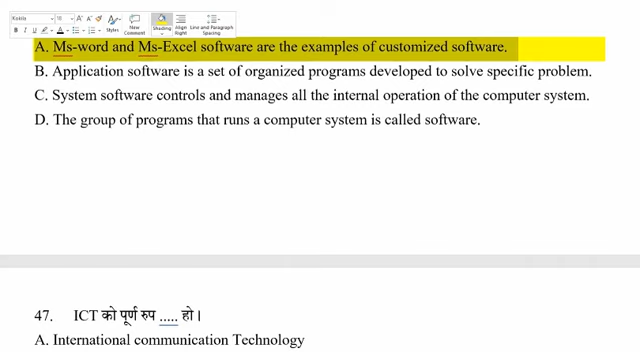 Kokila 18
B I U A Styles New Comment Shading Align Right Line and Paragraph Spacing
A. Ms-word and Ms-Excel software are the examples of customized software.
B. Application software is a set of organized programs developed to solve specific problem.
C. System software controls and manages all the internal operation of the computer system.
D. The group of programs that runs a computer system is called software.
47. ICT को पूर्ण रुप ..... हो।
A. International communication Technology